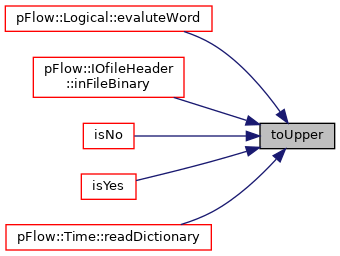 pFlow::Logical::evaluteWord
pFlow::IOfileHeader
::inFileBinary
isNo
toUpper
isYes
pFlow::Time::readDictionary